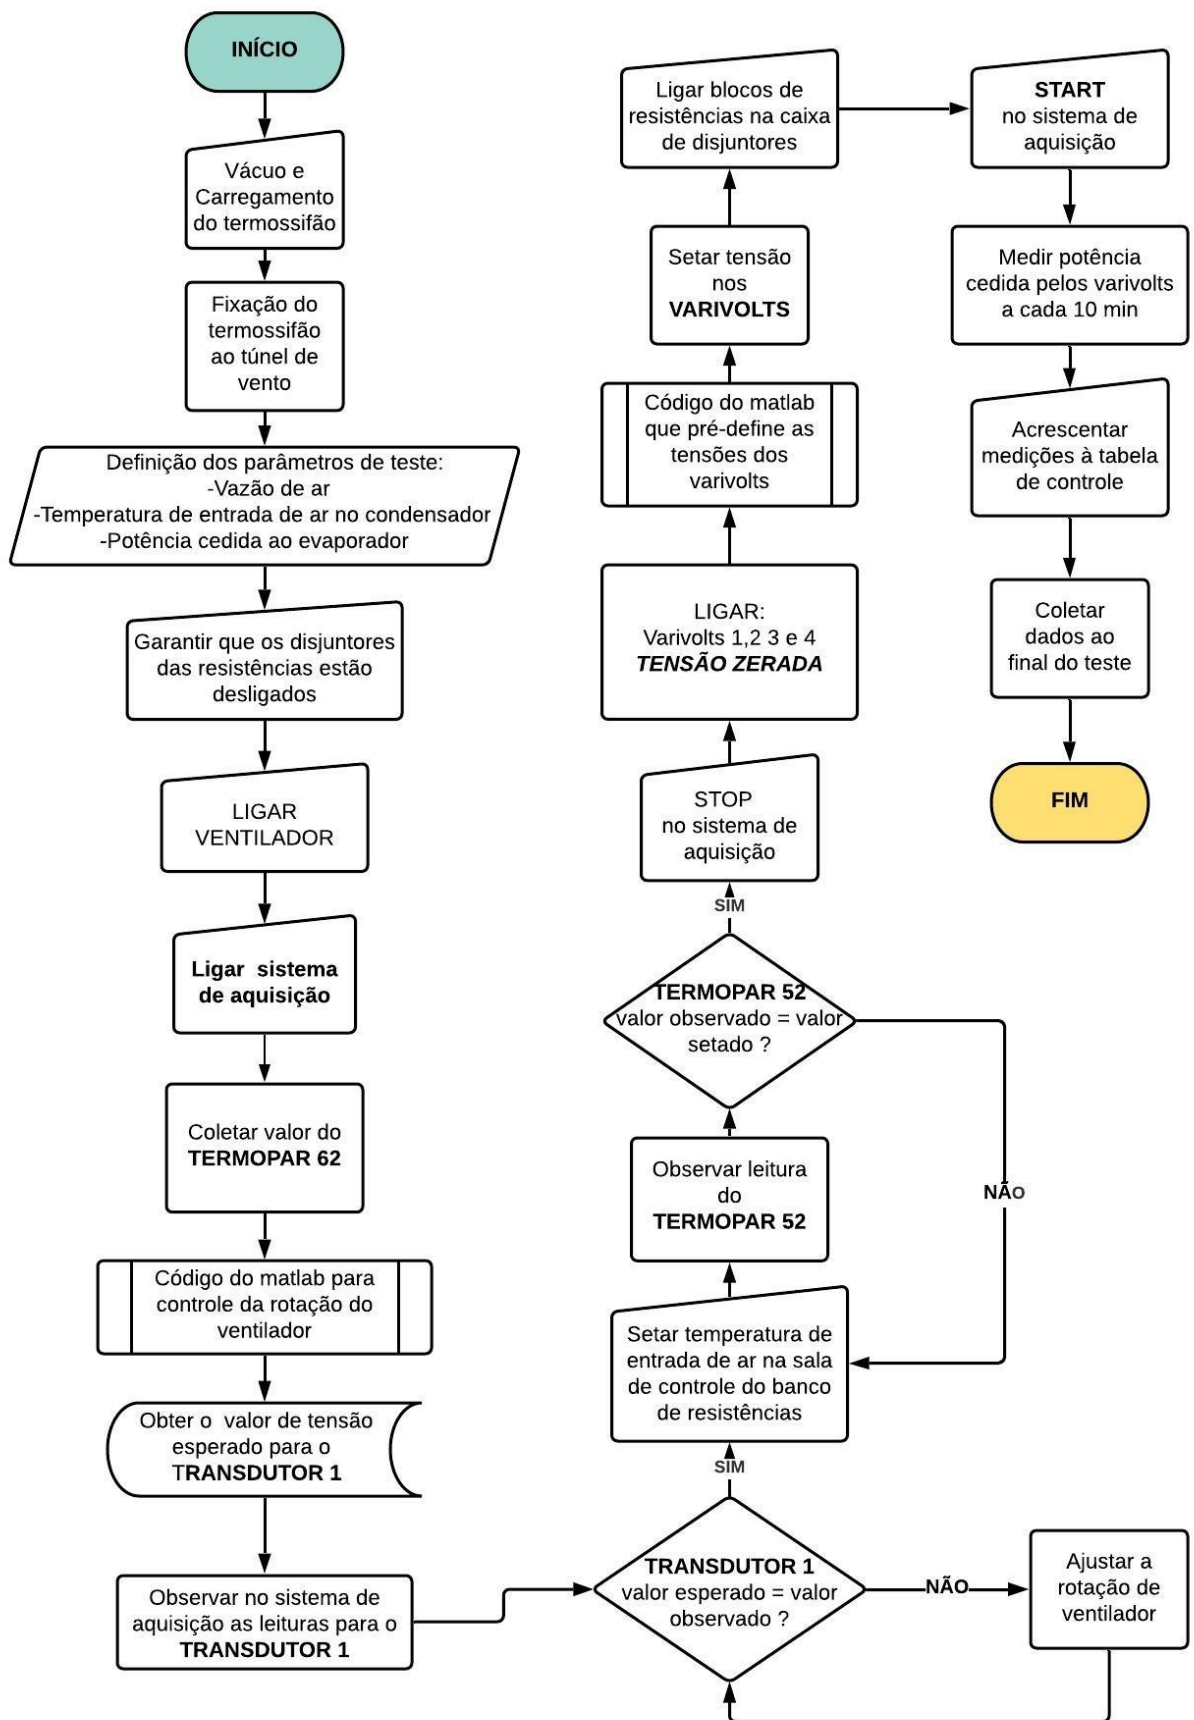 INÍCIO
Vácuo e
Carregamento
do termossifão
Fixação do
termossifão
ao túnel de
vento
Definição dos parâmetros de teste:
-Vazão de ar
-Temperatura de entrada de ar no condensador
-Potência cedida ao evaporador
Garantir que os disjuntores
das resistências estão
desligados
LIGAR
VENTILADOR
Ligar sistema
de aquisição
Coletar valor do
TERMOPAR 62
Código do matlab para
controle da rotação do
ventilador
Obter o valor de tensão
esperado para o
TRANSDUTOR 1
Observar no sistema de
aquisição as leituras para o
TRANSDUTOR 1
TRANSDUTOR 1
valor esperado = valor
observado ?
NÃO
Ajustar a
rotação de
ventilador
SIM
Setar temperatura de
entrada de ar na sala
de controle do banco
de resistências
Observar leitura
do
TERMOPAR 52
TERMOPAR 52
valor observado = valor
setado ?
NÃO
SIM
STOP
no sistema de
aquisição
LIGAR:
Varivolts 1,2 3 e 4
TENSÃO ZERADA
Código do matlab
que pré-define as
tensões dos
varivolts
Setar tensão
nos
VARIVOLTS
Ligar blocos de
resistências na caixa
de disjuntores
START
no sistema de
aquisição
Medir potência
cedida pelos varivolts
a cada 10 min
Acrescentar
medições à tabela
de controle
Coletar
dados ao
final do teste
FIM